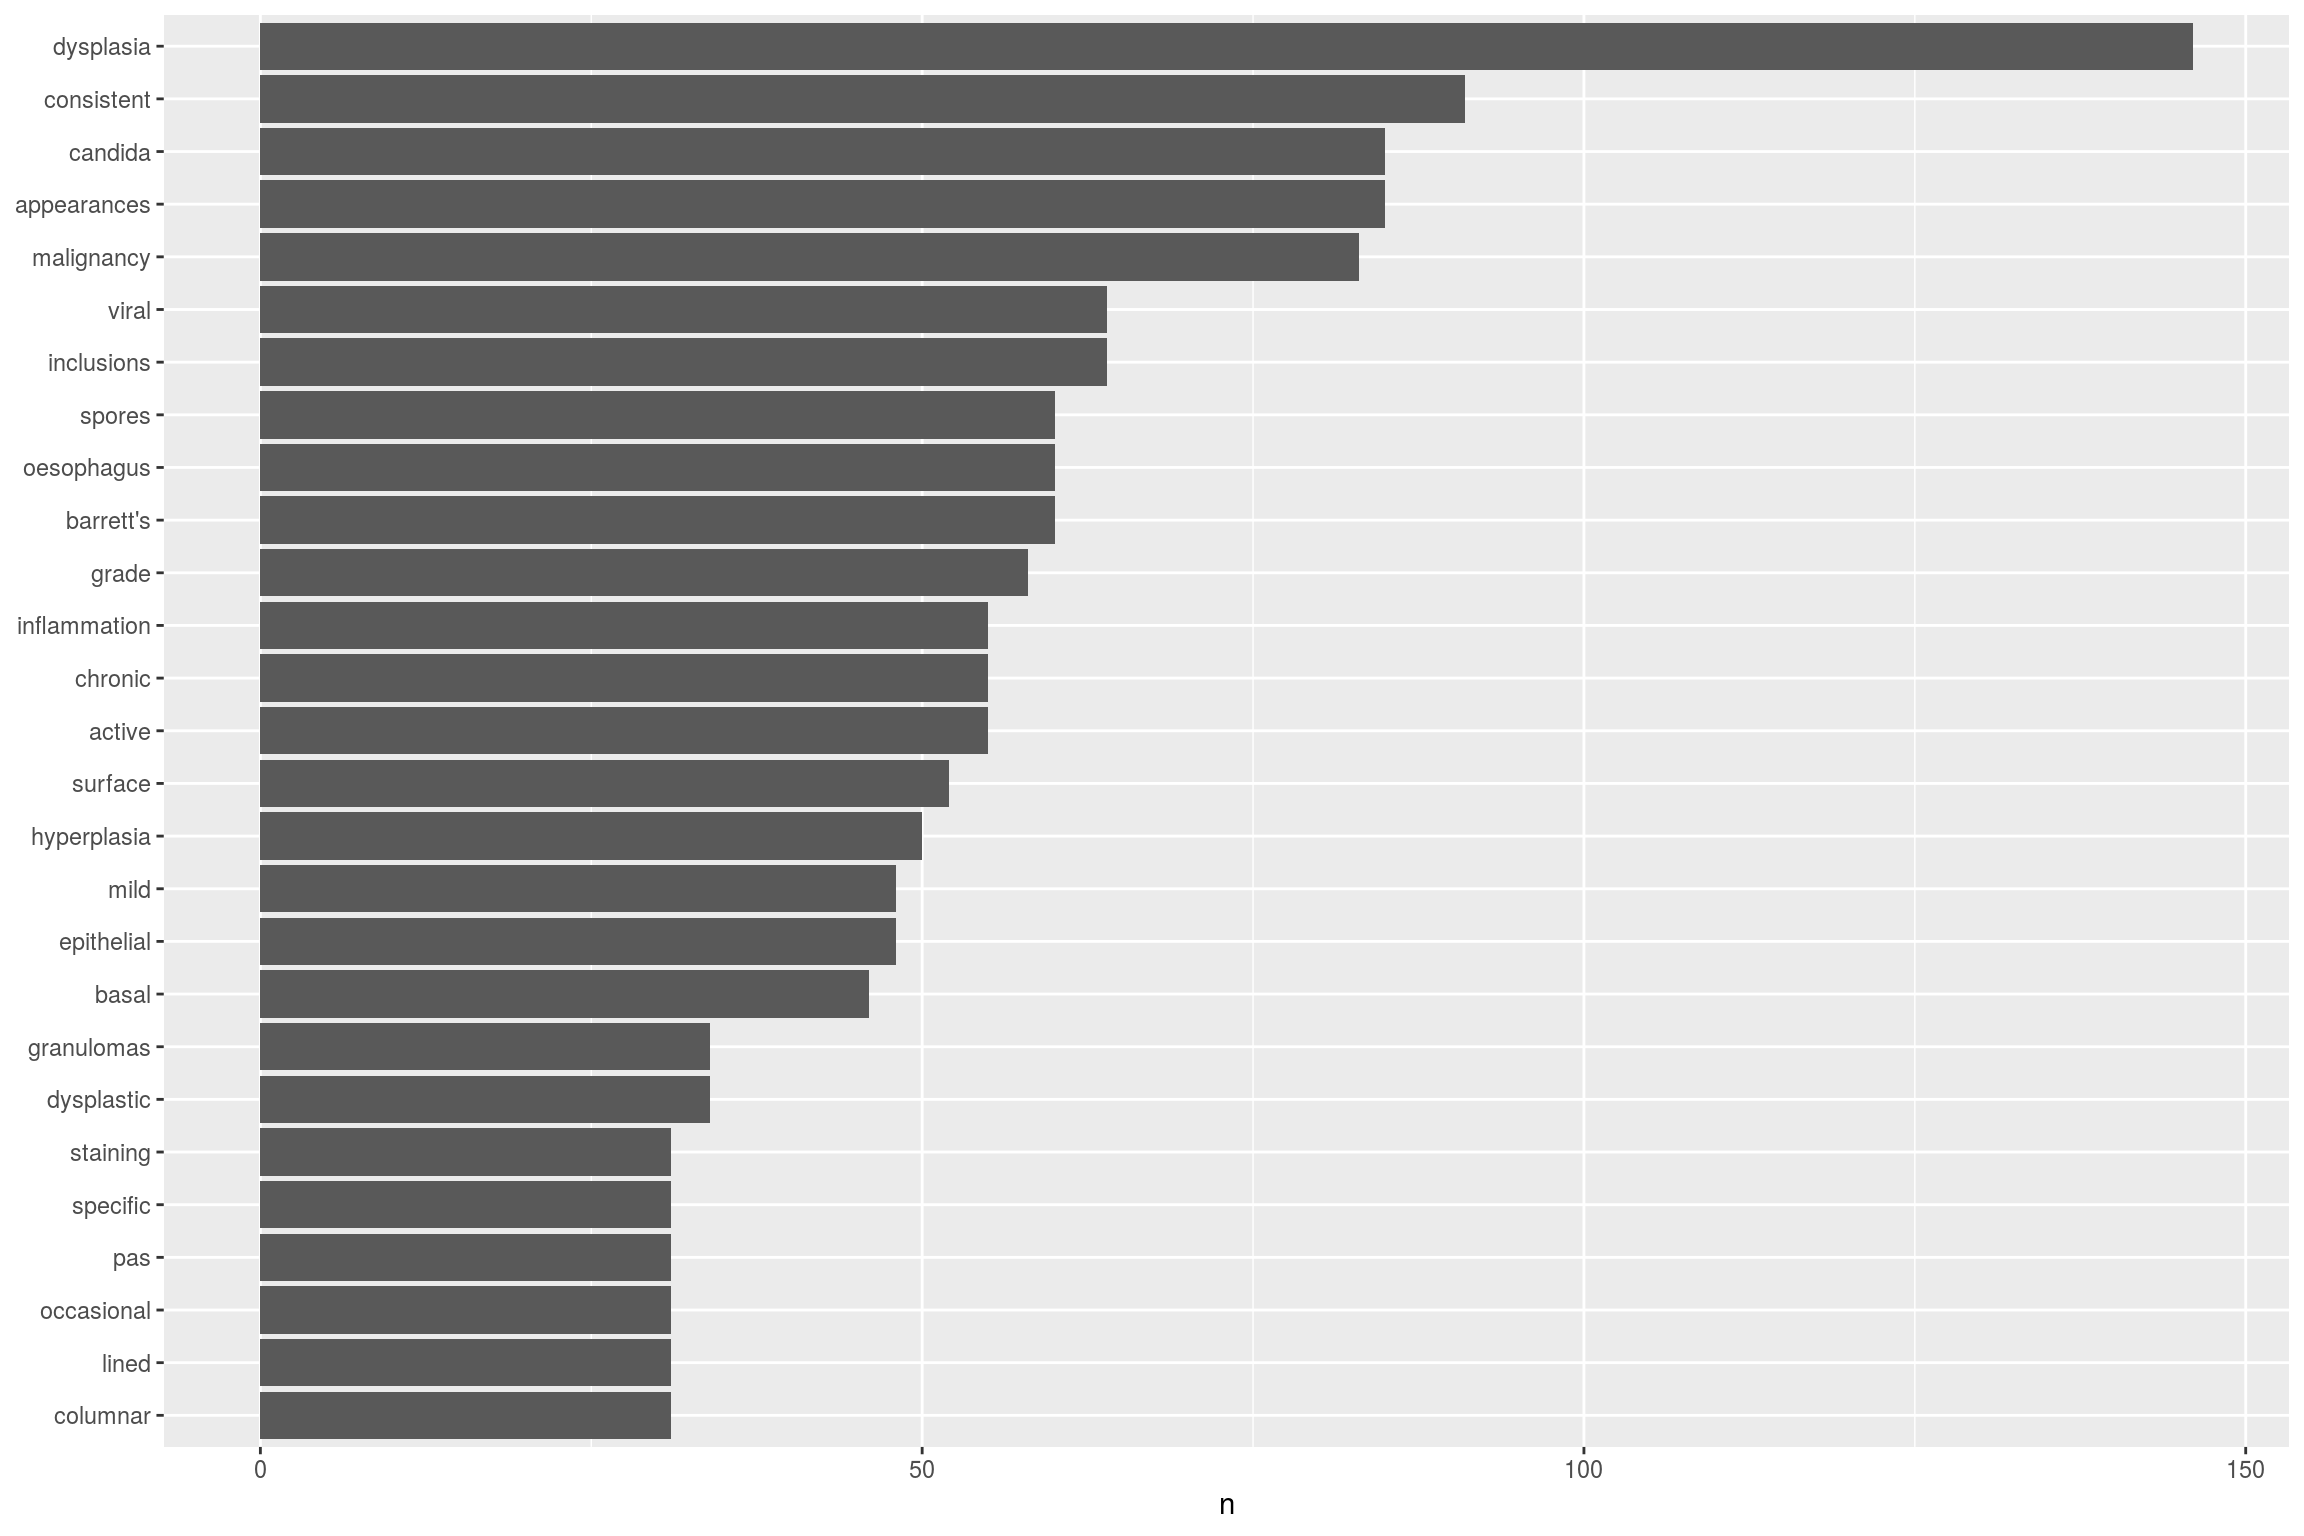 dysplasia
consistent
candida
appearances
malignancy
viral
inclusions
spores
oesophagus
barrett's
grade
inflammation
chronic
active
surface
hyperplasia
mild
epithelial
basal
granulomas
dysplastic
staining
specific
pas
occasional
lined
columnar
0 50 100 150
n